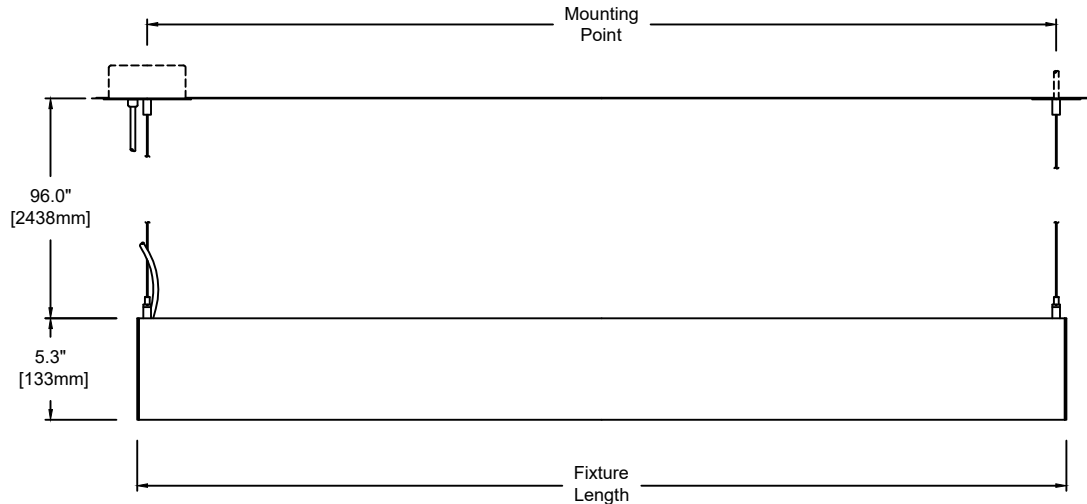 Mounting
Point
96.0"
[2438mm]
5.3"
[133mm]
Fixture
Length